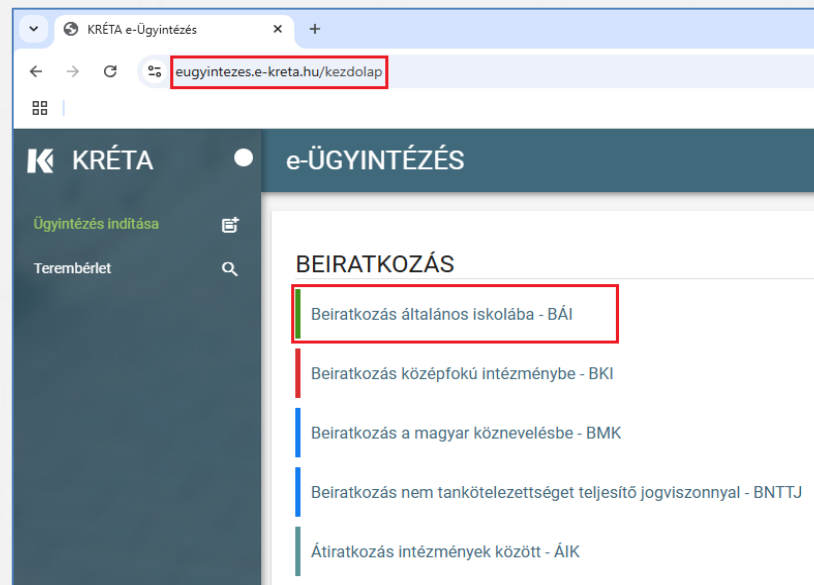 KRÉTA e-Ügyintézés
eugyintezes.e-kreta.hu/kezdolap
KRÉTA
e-ÜGYINTÉZÉS
Ügyintézés indítása
Terembérlet
BEIRATKOZÁS
Beiratkozás általános iskolába - BÁI
Beiratkozás középfokú intézménybe - BKI
Beiratkozás a magyar köznevelésbe - BMK
Beiratkozás nem tankötelezettséget teljesítő jogviszonnyal - BNTTJ
Átiratkozás intézmények között - ÁIK